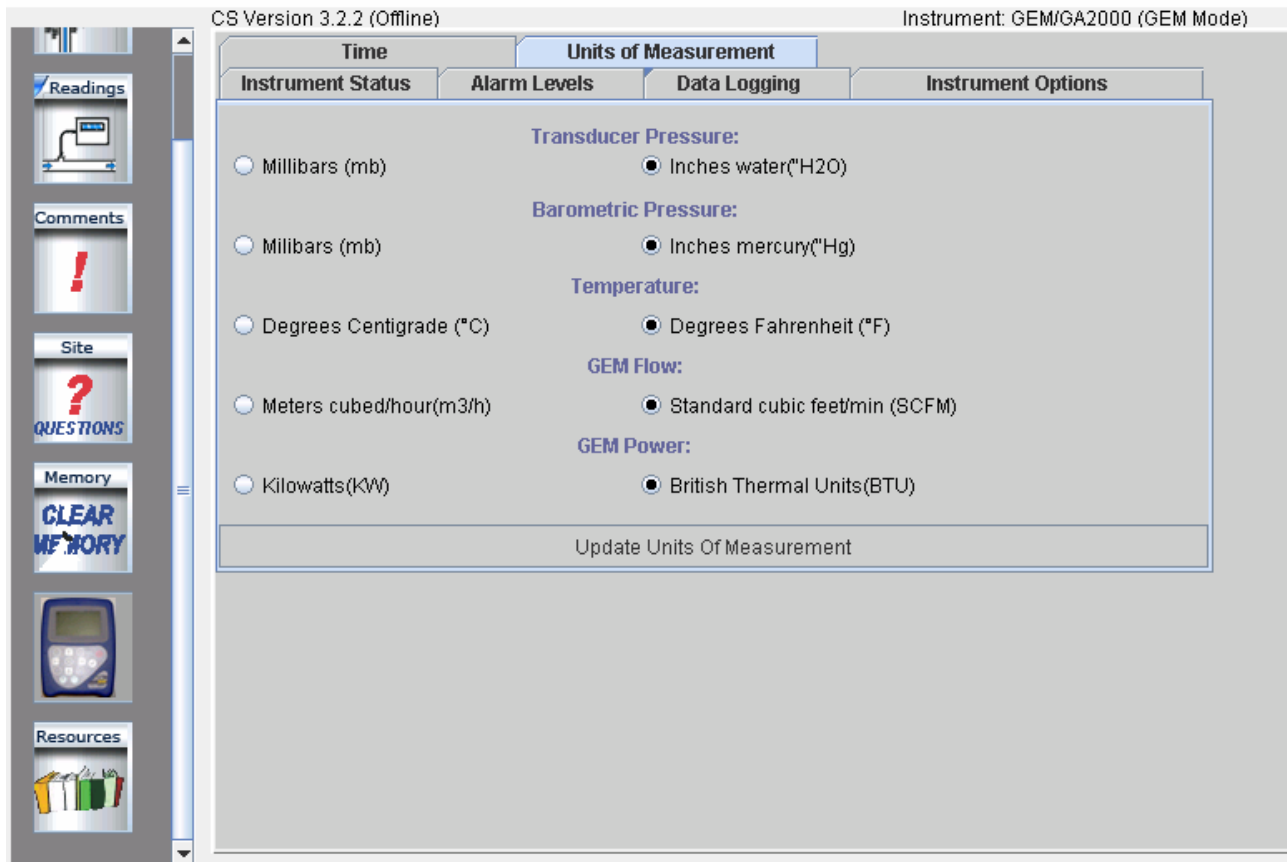 CS Version 3.2.2 (Offline)
Instrument: GEM/GA2000 (GEM Mode)
Time
Units of Measurement
Instrument Status
Alarm Levels
Data Logging
Instrument Options
Readings
Comments
!
Site
?
QUESTIONS
Memory
CLEAR
MEMORY
Resources
Transducer Pressure:
Millibars (mb)
Inches water("H2O)
Barometric Pressure:
Milibars (mb)
Inches mercury("Hg)
Temperature:
Degrees Centigrade (°C)
Degrees Fahrenheit (°F)
GEM Flow:
Meters cubed/hour(m3/h)
Standard cubic feet/min (SCFM)
GEM Power:
Kilowatts(KW)
British Thermal Units(BTU)
Update Units Of Measurement